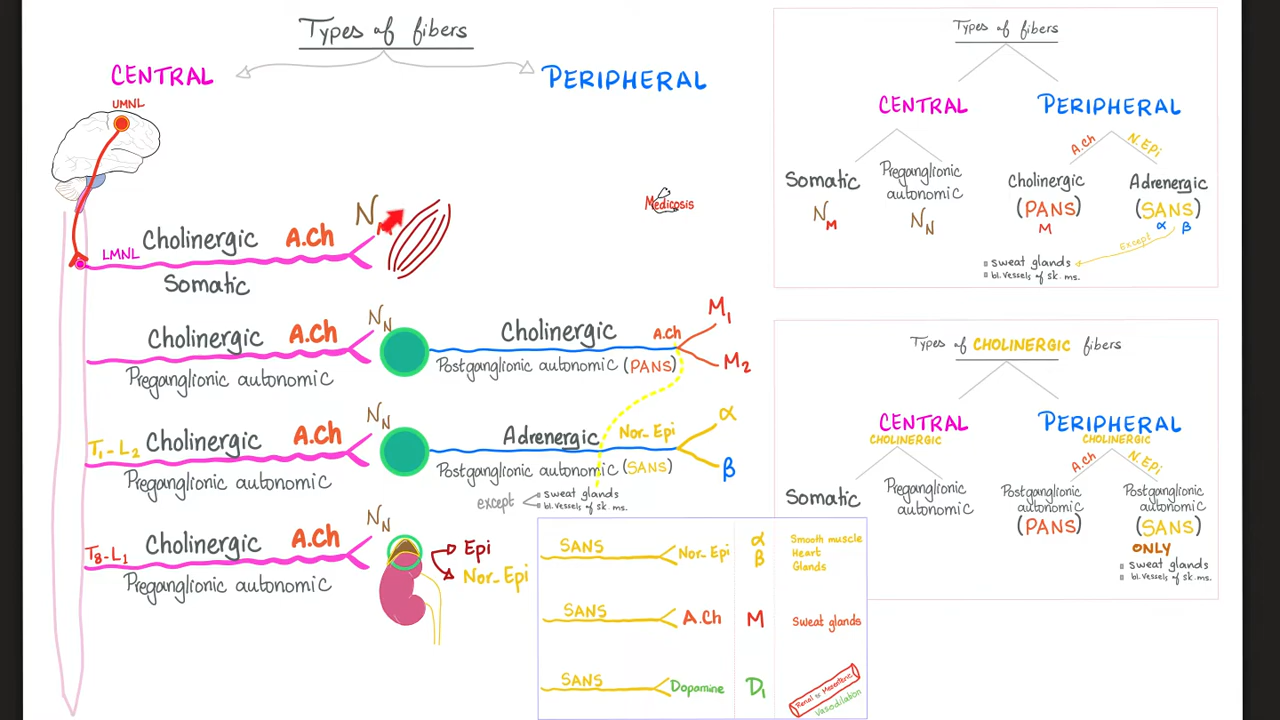 Types of fibers
CENTRAL
PERIPHERAL
UMNL
LMNL
Cholinergic A.Ch
N
Somatic
Medicosis
Cholinergic A.Ch
NN
Preganglionic autonomic
Cholinergic
A.Ch
M1
M2
Postganglionic autonomic (PANS)
T1-L2
Cholinergic A.Ch
NN
Preganglionic autonomic
Adrenergic
Nor-Epi
α
β
Postganglionic autonomic (SANS)
except
sweat glands
bl. vessels of sk. ms.
T8-L1
Cholinergic A.Ch
NN
Preganglionic autonomic
Epi
Nor-Epi
SANS
Nor-Epi
α
β
Smooth muscle
Heart
Glands
SANS
A.Ch
M
Sweat glands
SANS
Dopamine
D1
Renal & Mesenteric
Vasodilation
Types of fibers
CENTRAL
PERIPHERAL
A.Ch
N.Epi
Somatic
NM
Preganglionic
autonomic
NN
Cholinergic
(PANS)
M
Adrenergic
(SANS)
α β
Except
sweat glands
bl. vessels of sk. ms.
Types of CHOLINERGIC fibers
CENTRAL
CHOLINERGIC
PERIPHERAL
CHOLINERGIC
A.Ch
N.Epi
Somatic
Preganglionic
autonomic
Postganglionic
autonomic
(PANS)
Postganglionic
autonomic
(SANS)
ONLY
sweat glands
bl. vessels of sk. ms.